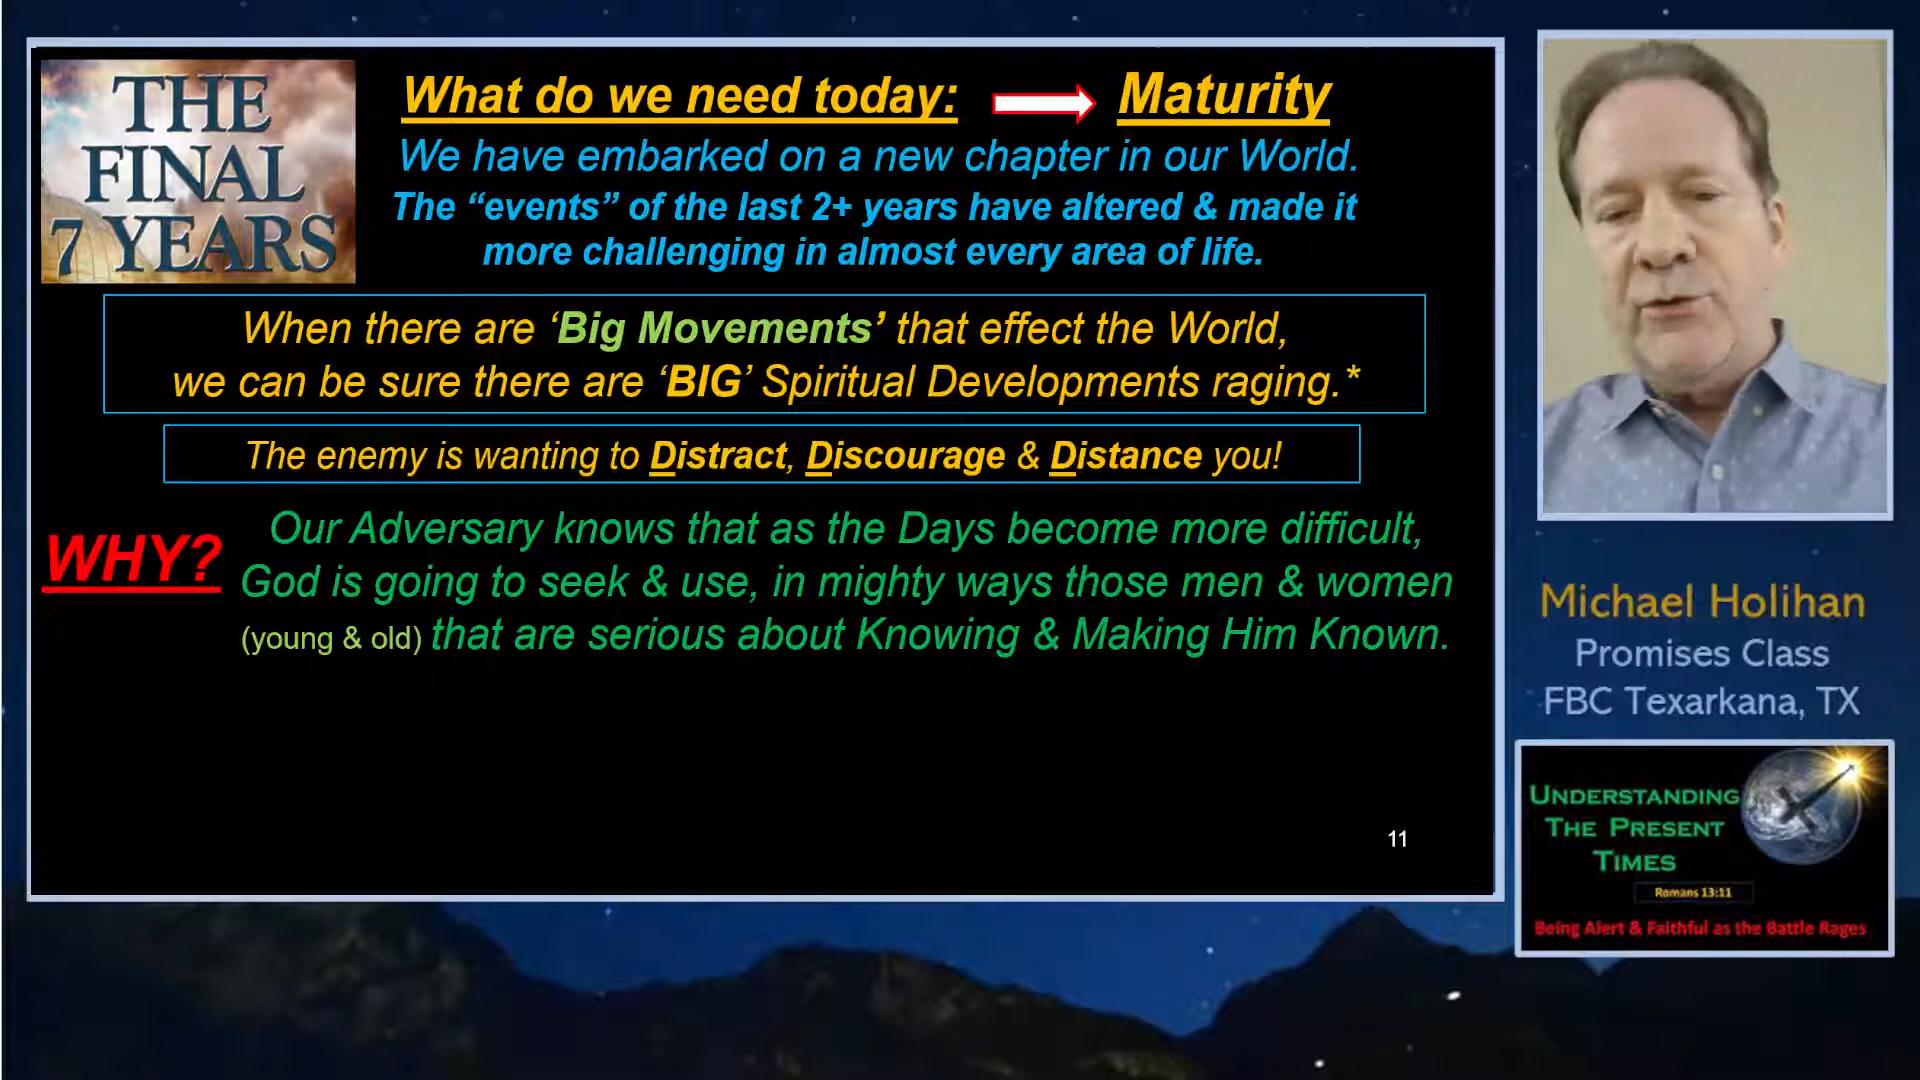 THE
FINAL
7 YEARS
What do we need today: Maturity
We have embarked on a new chapter in our World.
The “events” of the last 2+ years have altered & made it
more challenging in almost every area of life.
When there are ‘Big Movements’ that effect the World,
we can be sure there are ‘BIG’ Spiritual Developments raging.*
The enemy is wanting to Distract, Discourage & Distance you!
WHY?
Our Adversary knows that as the Days become more difficult,
God is going to seek & use, in mighty ways those men & women
(young & old) that are serious about Knowing & Making Him Known.
11
Michael Holihan
Promises Class
FBC Texarkana, TX
UNDERSTANDING
THE PRESENT
TIMES
Romans 13:11
Being Alert & Faithful as the Battle Rages